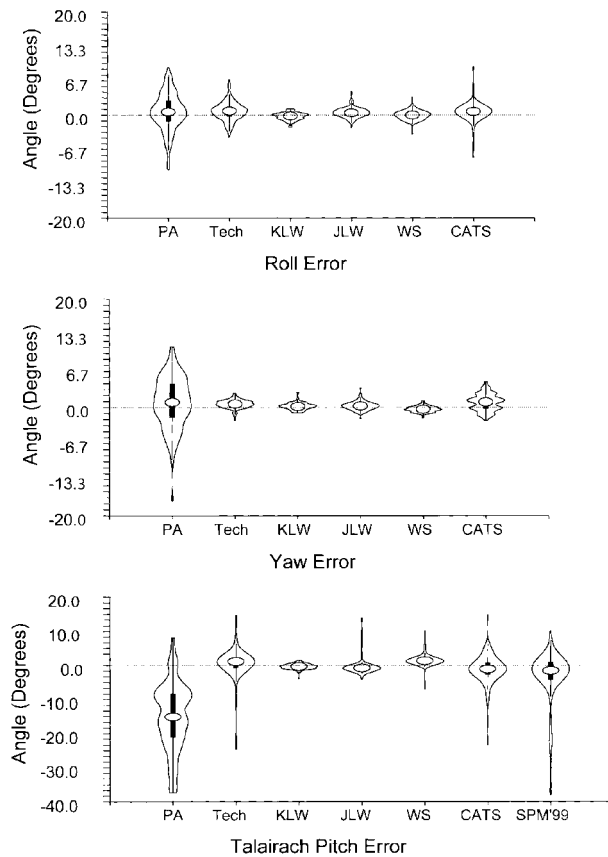 20.0
13.3
6.7
0.0
-6.7
-13.3
-20.0
Angle (Degrees)
PA Tech KLW JLW WS CATS
Roll Error
20.0
13.3
6.7
0.0
-6.7
-13.3
-20.0
Angle (Degrees)
PA Tech KLW JLW WS CATS
Yaw Error
20.0
10.0
0.0
-10.0
-20.0
-30.0
-40.0
Angle (Degrees)
PA Tech KLW JLW WS CATS SPM'99
Talairach Pitch Error